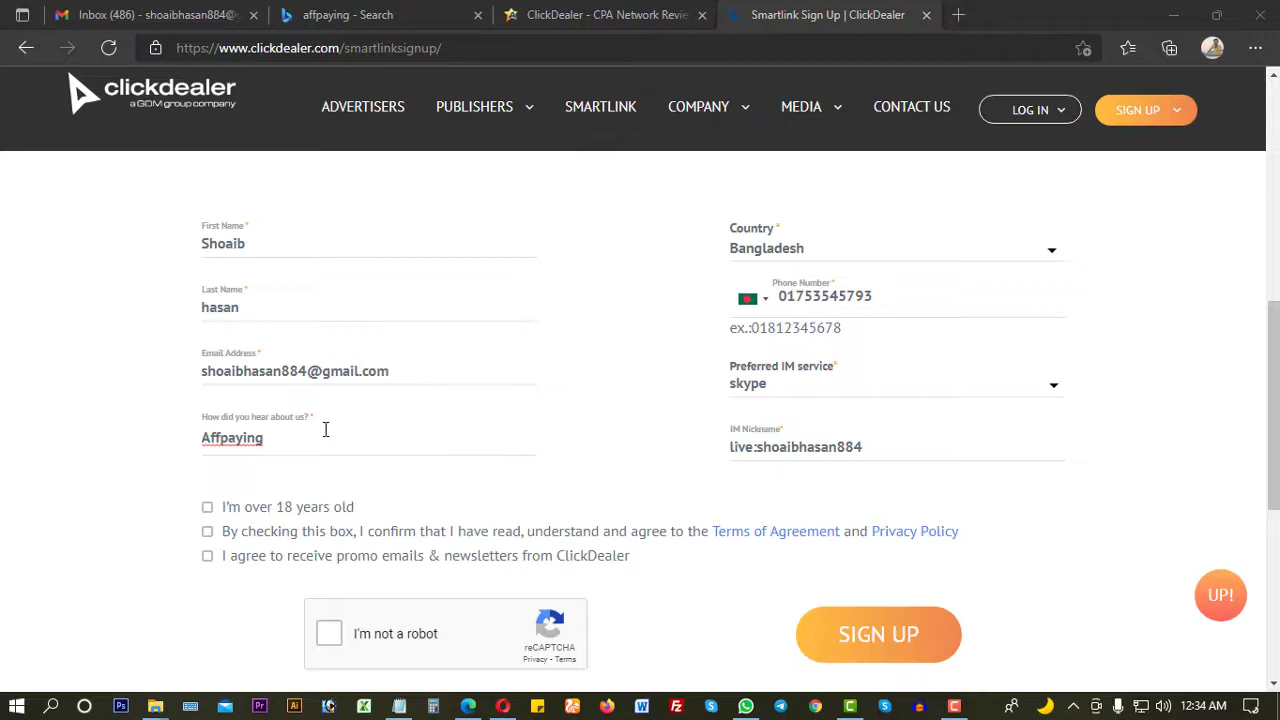 Inbox (486) - shoaibhasan884@g
affpaying - Search
ClickDealer - CPA Network Revie
Smartlink Sign Up | ClickDealer
https://www.clickdealer.com/smartlinksignup/
clickdealer
a GDM group company
ADVERTISERS
PUBLISHERS
SMARTLINK
COMPANY
MEDIA
CONTACT US
LOG IN
SIGN UP
First Name *
Shoaib
Last Name *
hasan
Email Address *
shoaibhasan884@gmail.com
How did you hear about us? *
Affpaying
Country *
Bangladesh
Phone Number *
01753545793
ex.:01812345678
Preferred IM service*
skype
IM Nickname*
live:shoaibhasan884
I'm over 18 years old
By checking this box, I confirm that I have read, understand and agree to the Terms of Agreement and Privacy Policy
I agree to receive promo emails & newsletters from ClickDealer
I'm not a robot
reCAPTCHA
Privacy - Terms
SIGN UP
UP!
12:34 AM